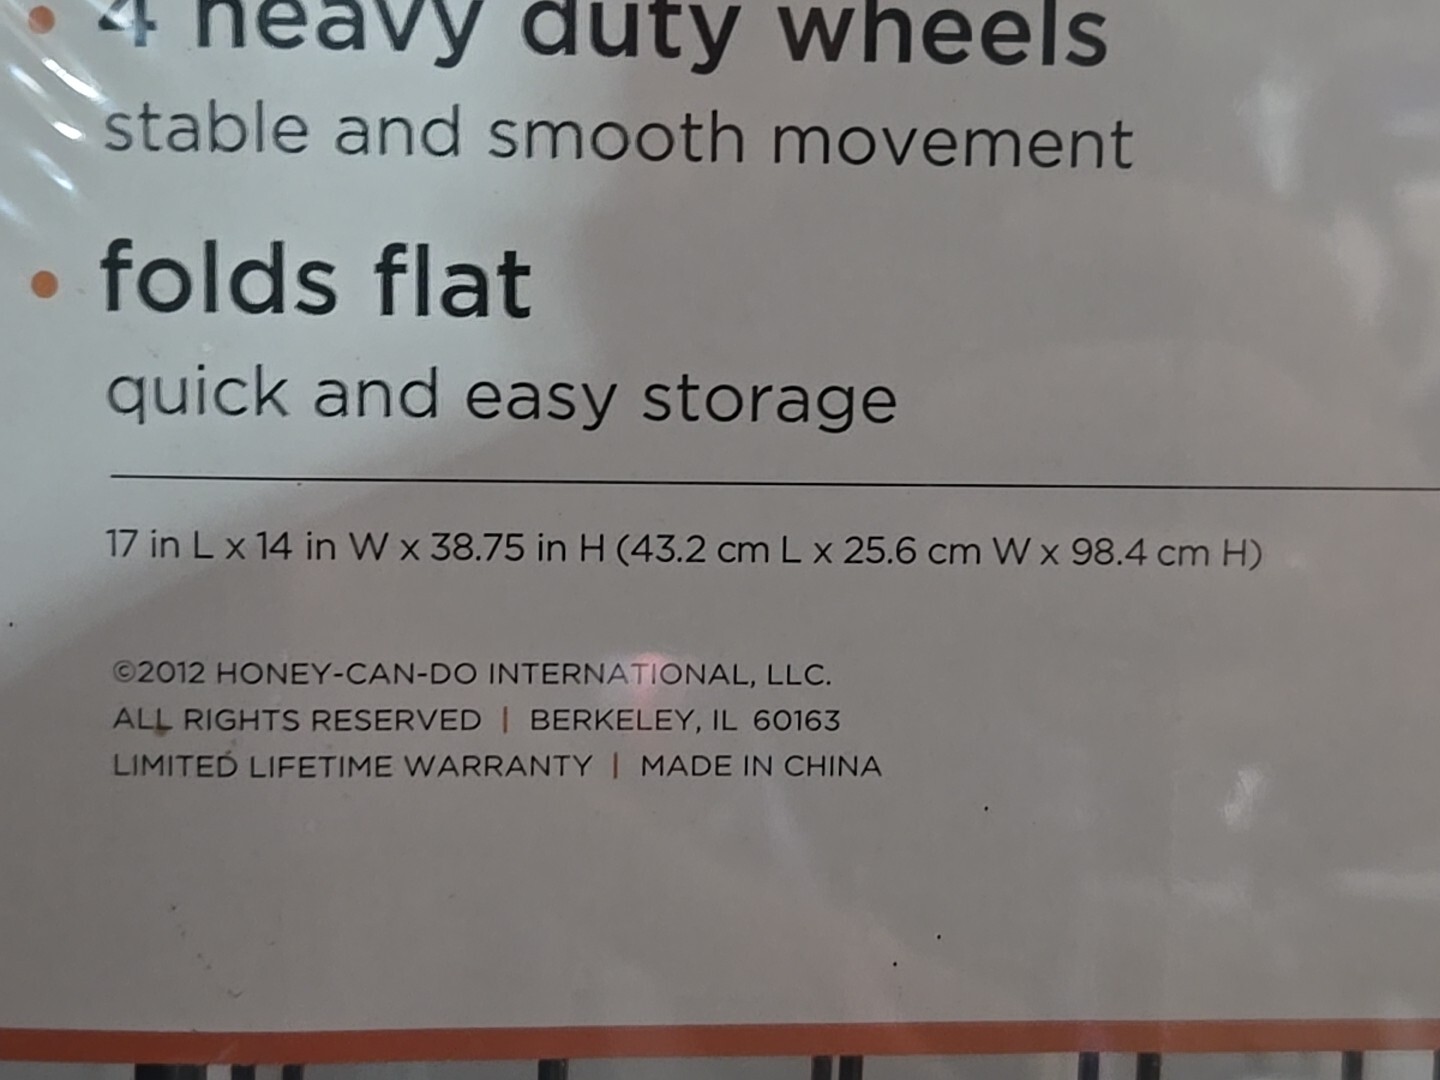 • 4 heavy duty wheels
stable and smooth movement
• folds flat
quick and easy storage
17 in L x 14 in W x 38.75 in H (43.2 cm L x 25.6 cm W x 98.4 cm H)
©2012 HONEY-CAN-DO INTERNATIONAL, LLC.
ALL RIGHTS RESERVED | BERKELEY, IL 60163
LIMITED LIFETIME WARRANTY | MADE IN CHINA